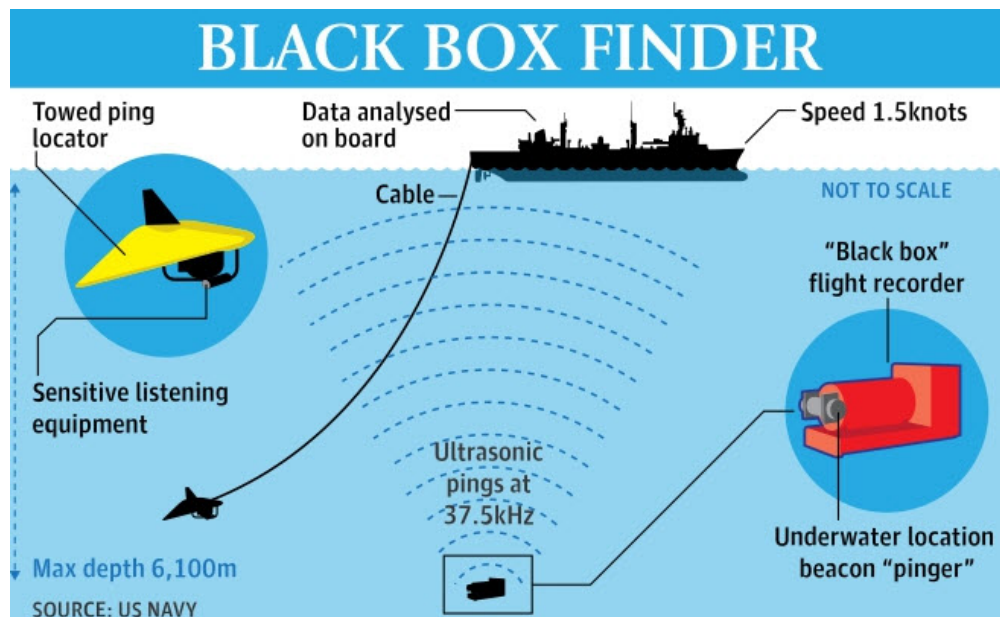 BLACK BOX FINDER
Towed ping
locator
Data analysed
on board
Speed 1.5knots
Cable
NOT TO SCALE
"Black box"
flight recorder
Sensitive listening
equipment
Ultrasonic
pings at
37.5kHz
Underwater location
beacon "pinger"
Max depth 6,100m
SOURCE: US NAVY